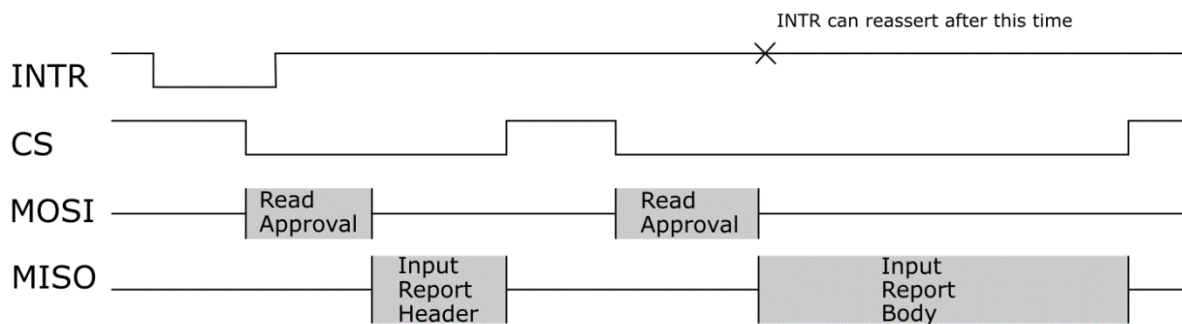 INTR can reassert after this time
INTR
CS
MOSI
Read
Approval
Read
Approval
MISO
Input
Report
Header
Input
Report
Body